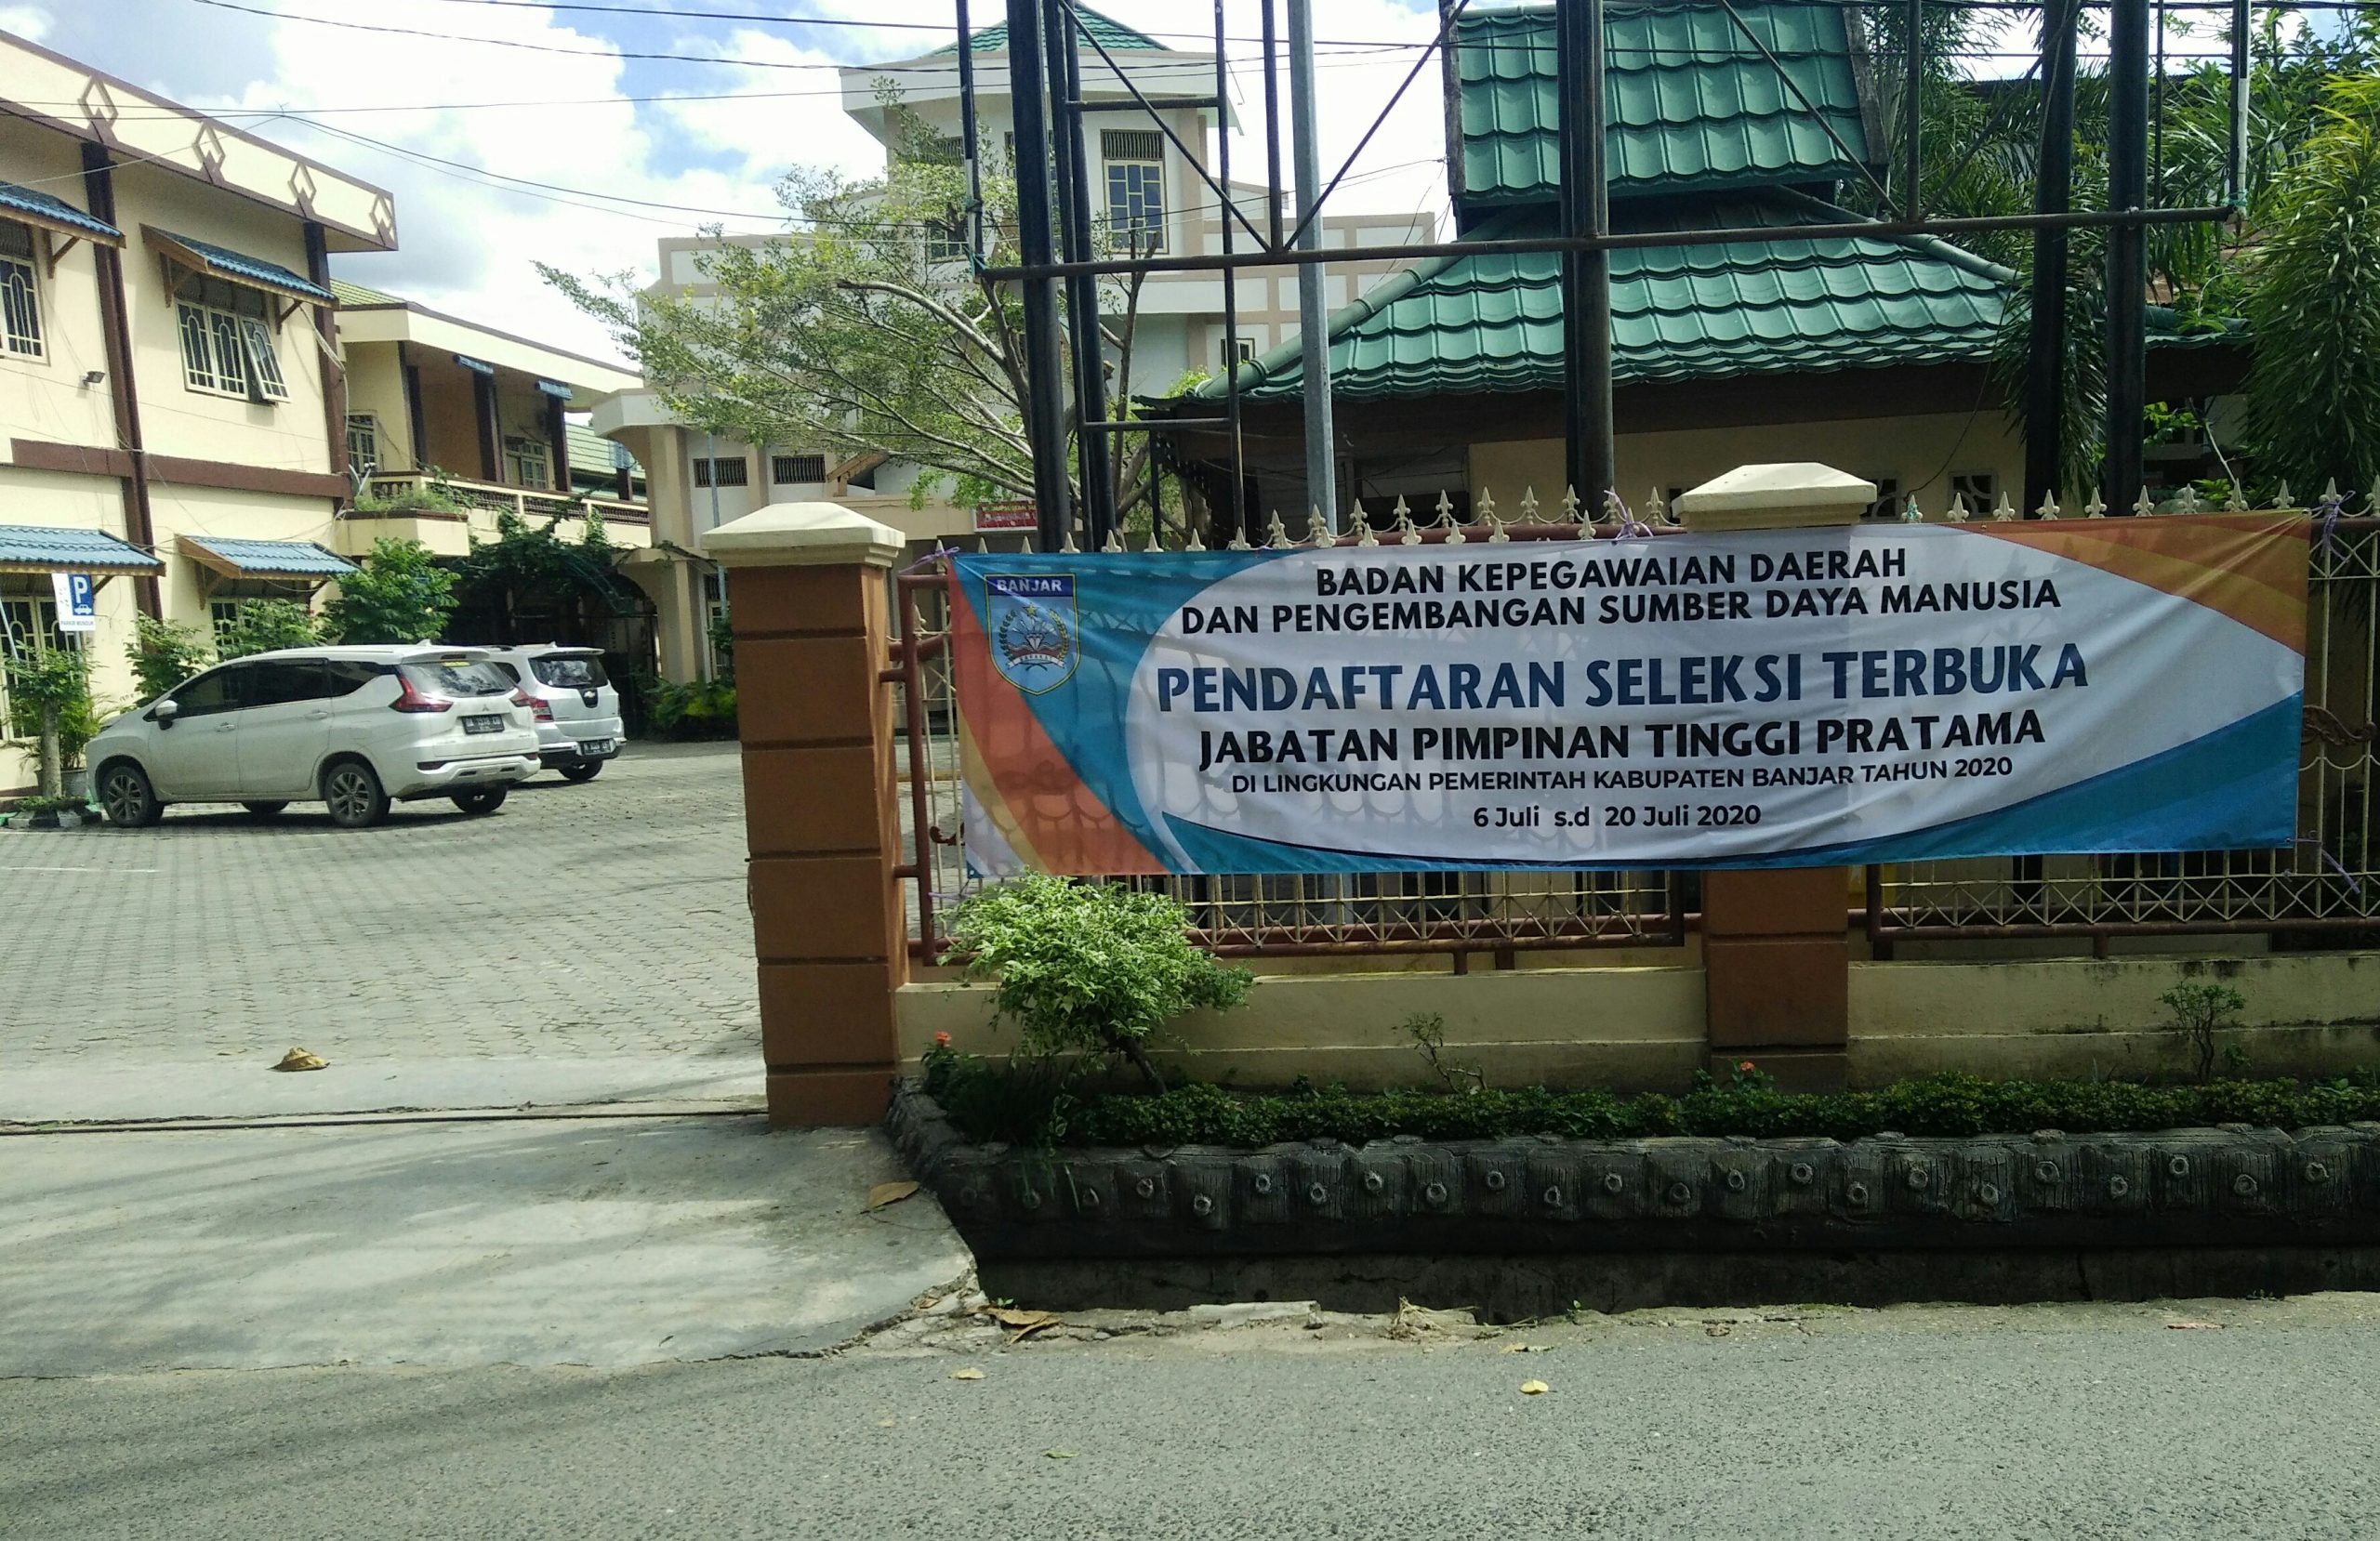 BANJAR
BADAN KEPEGAWAIAN DAERAH
DAN PENGEMBANGAN SUMBER DAYA MANUSIA
PENDAFTARAN SELEKSI TERBUKA
JABATAN PIMPINAN TINGGI PRATAMA
DI LINGKUNGAN PEMERINTAH KABUPATEN BANJAR TAHUN 2020
6 Juli s.d 20 Juli 2020
P